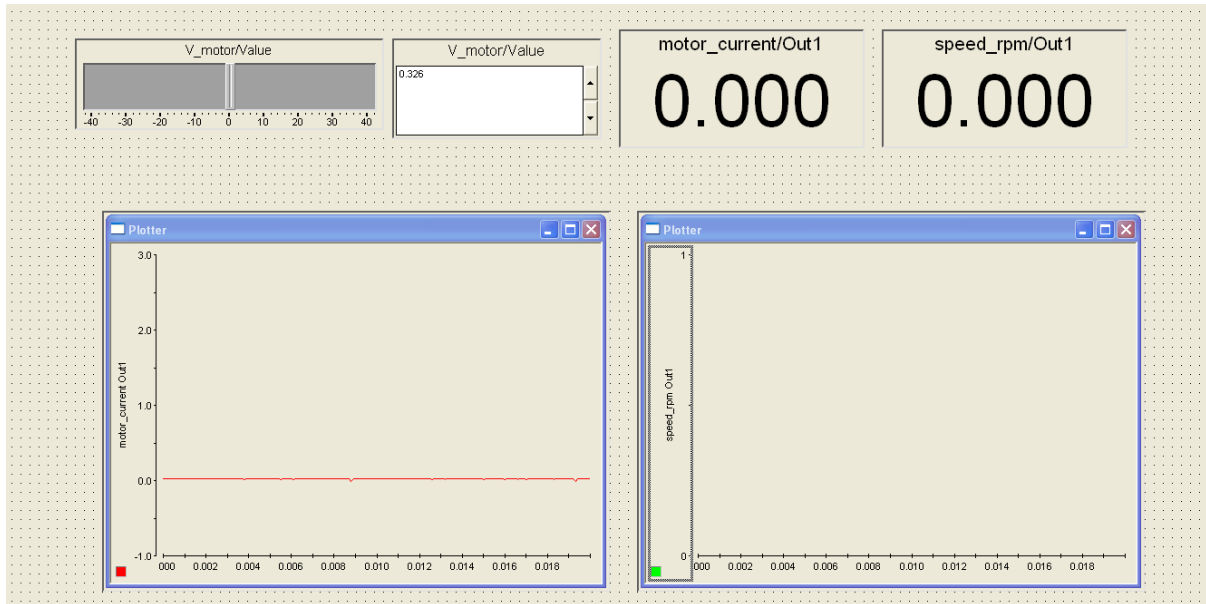 V_motor/Value
-40 -30 -20 -10 0 10 20 30 40
V_motor/Value
0.326
motor_current/Out1
0.000
speed_rpm/Out1
0.000
Plotter
3.0
2.0
1.0
0.0
-1.0
motor_current Out1
000 0.002 0.004 0.006 0.008 0.010 0.012 0.014 0.016 0.018
Plotter
1
0
speed_rpm Out1
000 0.002 0.004 0.006 0.008 0.010 0.012 0.014 0.016 0.018